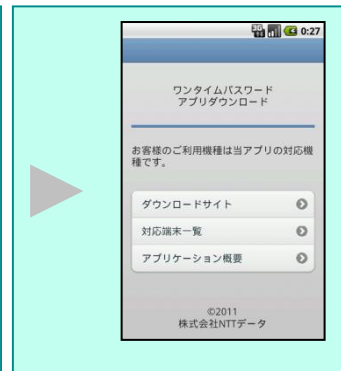 0:27
ワンタイムパスワード
アプリダウンロード
お客様のご利用機種は当アプリの対応機
種です。
ダウンロードサイト
対応端末一覧
アプリケーション概要
©2011
株式会社NTTデータ